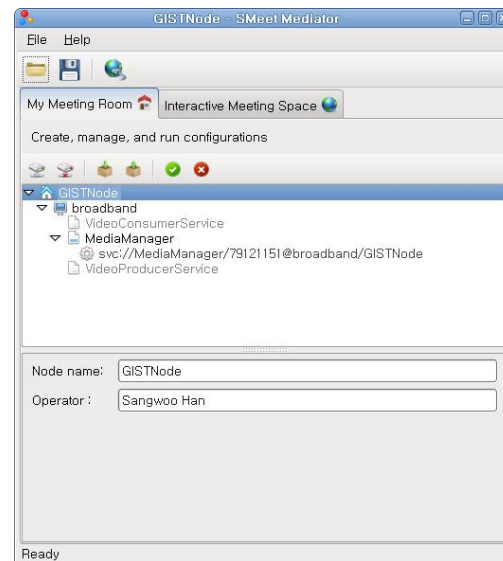 GISTNode - SMeet Mediator
File Help
My Meeting Room Interactive Meeting Space
Create, manage, and run configurations
GISTNode
broadband
VideoConsumerService
MediaManager
svc://MediaManager/79121151@broadband/GISTNode
VideoProducerService
Node name: GISTNode
Operator : Sangwoo Han
Ready